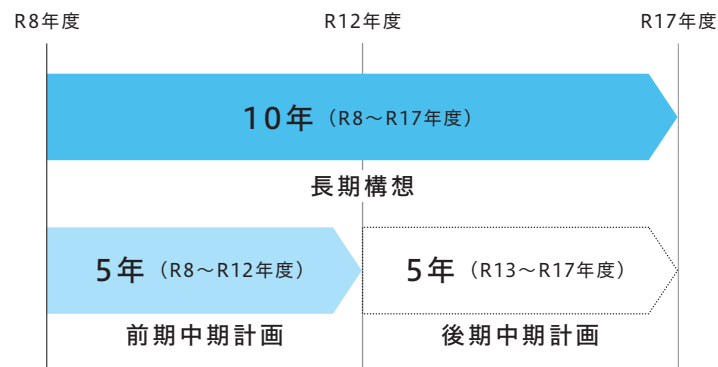 R8年度 R12年度 R17年度
10年（R8～R17年度）
長期構想
5年（R8～R12年度） 5年（R13～R17年度）
前期中期計画 後期中期計画